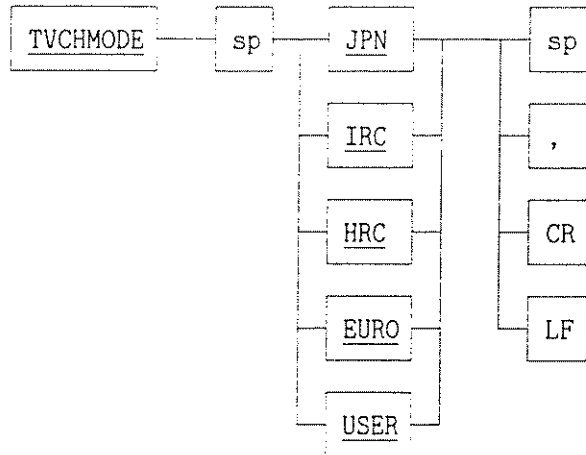 TVCHMODE sp JPN sp
IRC ,
HRC CR
EURO LF
USER